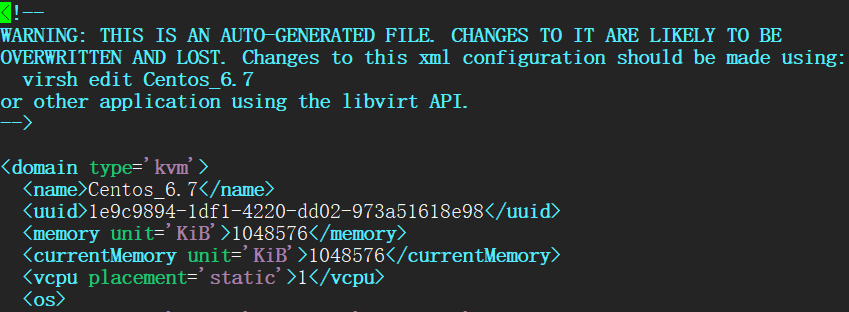 <!--
WARNING: THIS IS AN AUTO-GENERATED FILE. CHANGES TO IT ARE LIKELY TO BE
OVERWRITTEN AND LOST. Changes to this xml configuration should be made using:
  virsh edit Centos_6.7
or other application using the libvirt API.
-->

<domain type='kvm'>
  <name>Centos_6.7</name>
  <uuid>1e9c9894-1df1-4220-dd02-973a51618e98</uuid>
  <memory unit='KiB'>1048576</memory>
  <currentMemory unit='KiB'>1048576</currentMemory>
  <vcpu placement='static'>1</vcpu>
  <os>